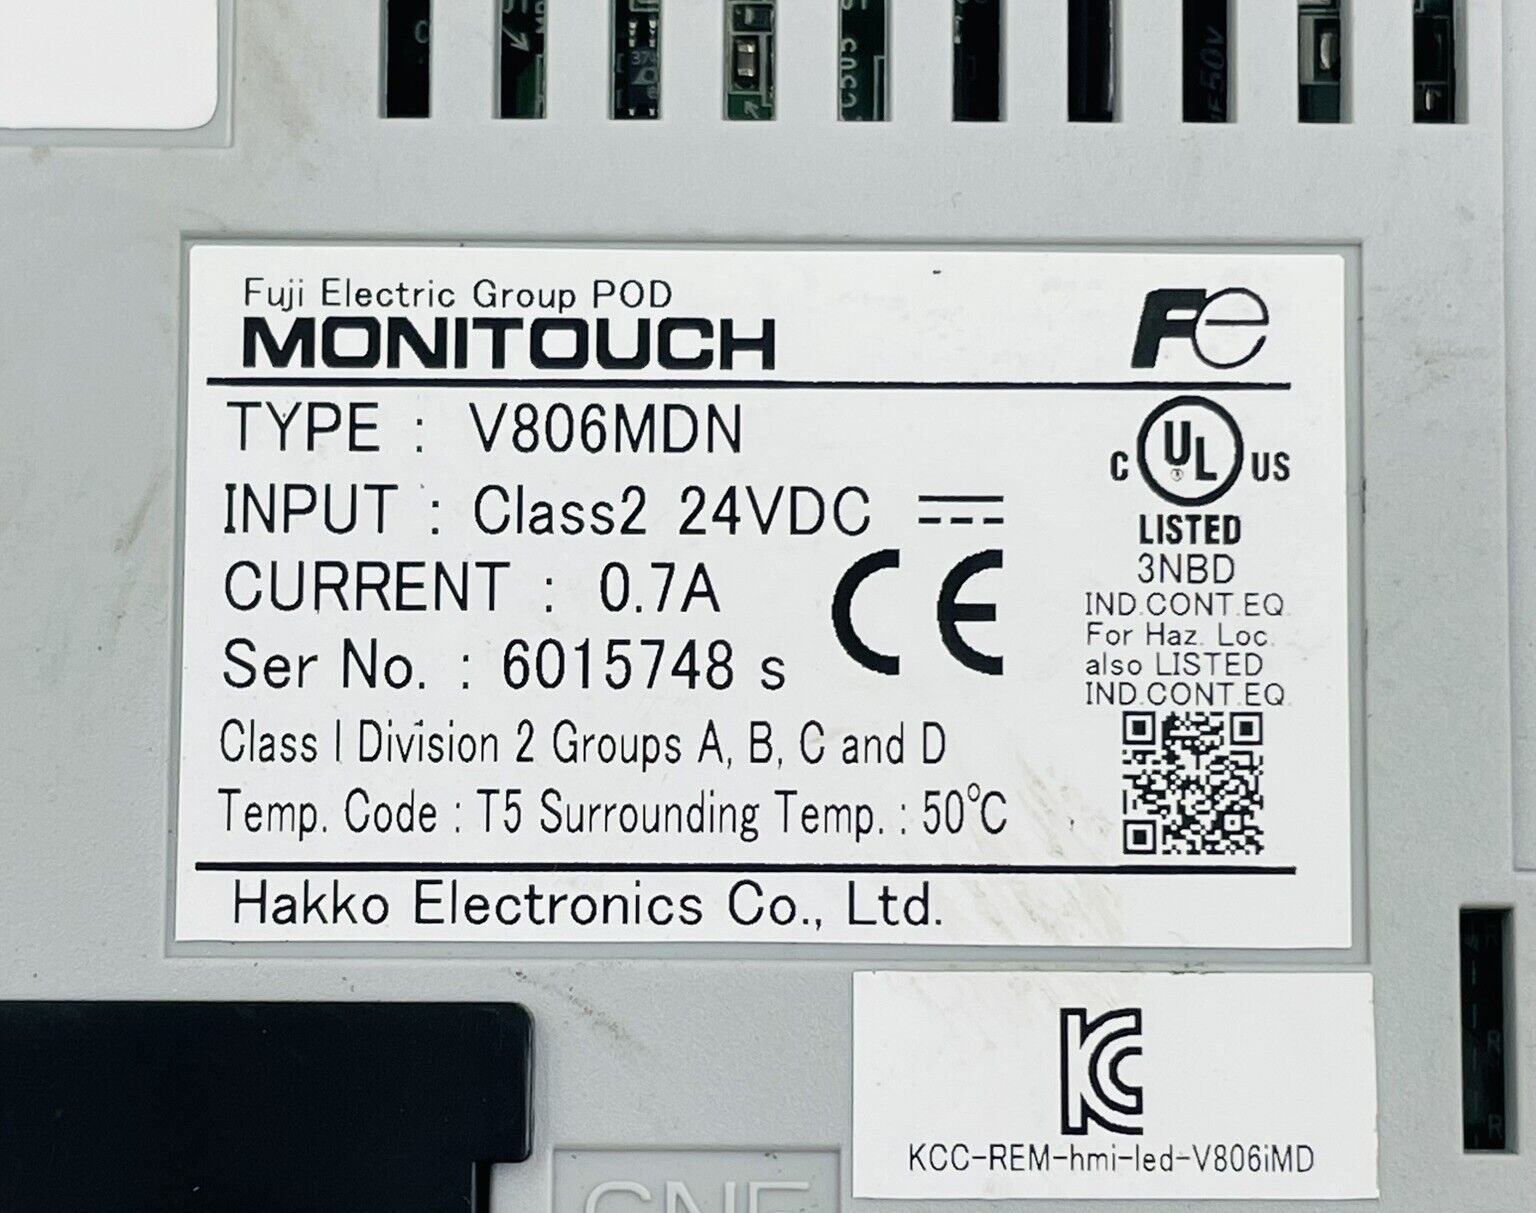 Fuji Electric Group POD
MONITOUCH
Fe
TYPE : V806MDN
INPUT : Class2 24VDC
CURRENT : 0.7A
CE
Ser No. : 6015748 s
Class I Division 2 Groups A, B, C and D
Temp. Code : T5 Surrounding Temp. : 50°C
C UL US
®
LISTED
3NBD
IND.CONT.EQ.
For Haz. Loc.
also LISTED
IND.CONT.EQ.
Hakko Electronics Co., Ltd.
KC
KCC-REM-hmi-led-V806iMD